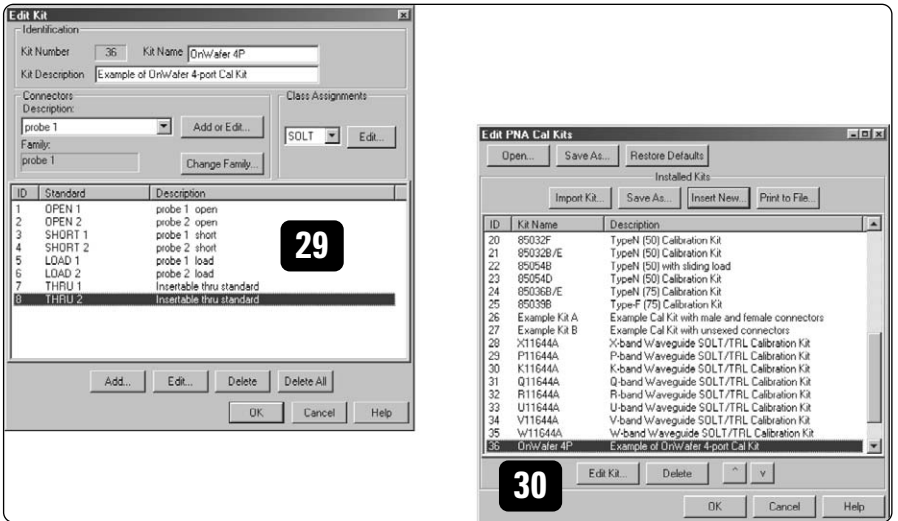 Edit Kit
Identification
Kit Number 36 Kit Name OnWafer 4P
Kit Description Example of OnWafer 4-port Cal Kit
Connectors
Description:
probe 1 Add or Edit...
Family:
probe 1 Change Family...
Class Assignments
SOLT Edit...
ID Standard Description
1 OPEN 1 probe 1 open
2 OPEN 2 probe 2 open
3 SHORT 1 probe 1 short
4 SHORT 2 probe 2 short
5 LOAD 1 probe 1 load
6 LOAD 2 probe 2 load
7 THRU 1 Insertable thru standard
8 THRU 2 Insertable thru standard
29
Add... Edit... Delete Delete All
OK Cancel Help
Edit PNA Cal Kits
Open... Save As... Restore Defaults
Installed Kits
Import Kit... Save As... Insert New... Print to File...
ID Kit Name Description
20 85032F TypeN (50) Calibration Kit
21 85032B/E TypeN (50) Calibration Kit
22 85054B TypeN (50) with sliding load
23 85054D TypeN (50) Calibration Kit
24 85036B/E TypeN (75) Calibration Kit
25 85039B Type-F (75) Calibration Kit
26 Example Kit A Example Cal Kit with male and female connectors
27 Example Kit B Example Cal Kit with unsexed connectors
28 X11644A X-band Waveguide SOLT/TRL Calibration Kit
29 P11644A P-band Waveguide SOLT/TRL Calibration Kit
30 K11644A K-band Waveguide SOLT/TRL Calibration Kit
31 Q11644A Q-band Waveguide SOLT/TRL Calibration Kit
32 R11644A R-band Waveguide SOLT/TRL Calibration Kit
33 U11644A U-band Waveguide SOLT/TRL Calibration Kit
34 V11644A V-band Waveguide SOLT/TRL Calibration Kit
35 W11644A W-band Waveguide SOLT/TRL Calibration Kit
36 OnWafer 4P Example of OnWafer 4-port Cal Kit
30
Edit Kit... Delete ^ v
OK Cancel Help